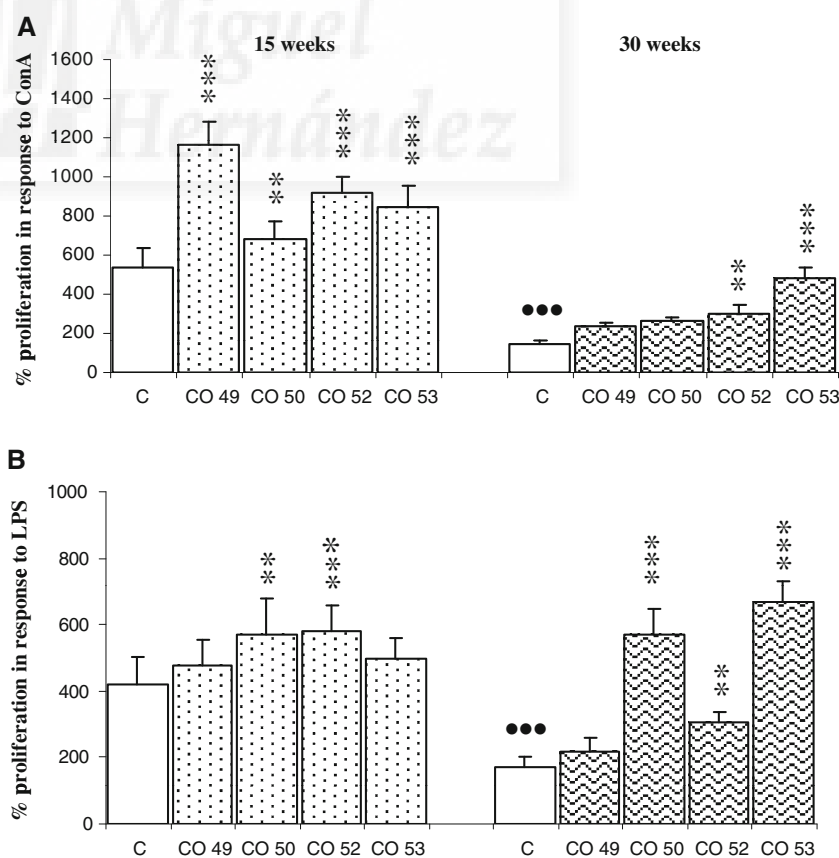 Miguel
Hernández
A
15 weeks
30 weeks
% proliferation in response to ConA
1600
1400
1200
1000
800
600
400
200
0
***
**
***
***
●●●
**
***
C CO 49 CO 50 CO 52 CO 53 C CO 49 CO 50 CO 52 CO 53
B
% proliferation in response to LPS
1000
800
600
400
200
0
**
***
●●●
***
**
***
C CO 49 CO 50 CO 52 CO 53 C CO 49 CO 50 CO 52 CO 53